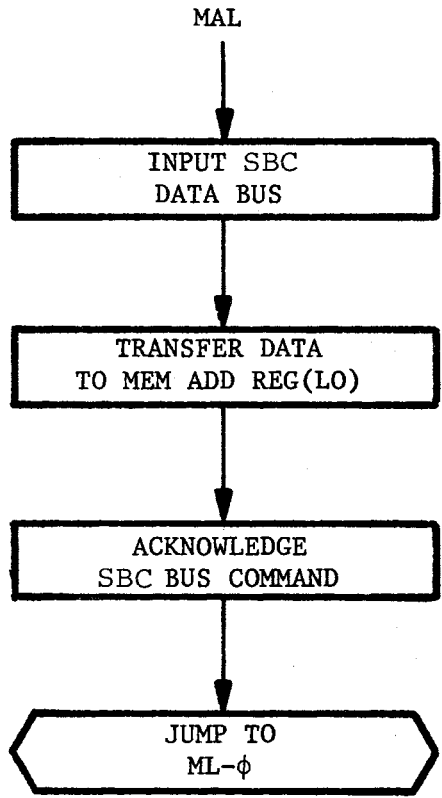 MAL
INPUT SBC
DATA BUS
TRANSFER DATA
TO MEM ADD REG(LO)
ACKNOWLEDGE
SBC BUS COMMAND
JUMP TO
ML-ϕ